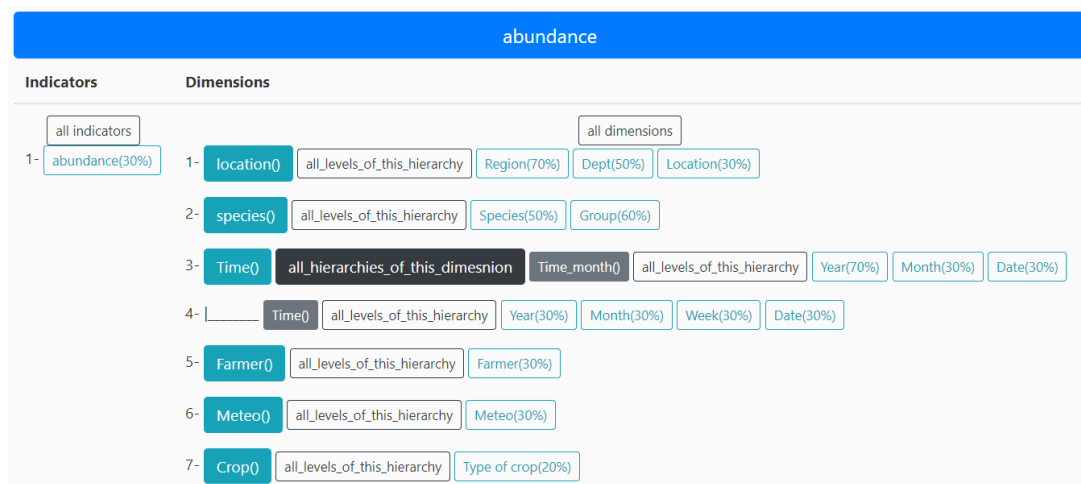 abundance
Indicators Dimensions
all indicators all dimensions
1- abundance(30%) 1- location() all_levels_of_this_hierarchy Region(70%) Dept(50%) Location(30%)
2- species() all_levels_of_this_hierarchy Species(50%) Group(60%)
3- Time() all_hierarchies_of_this_dimesnion Time_month() all_levels_of_this_hierarchy Year(70%) Month(30%) Date(30%)
4- |________ Time() all_levels_of_this_hierarchy Year(30%) Month(30%) Week(30%) Date(30%)
5- Farmer() all_levels_of_this_hierarchy Farmer(30%)
6- Meteo() all_levels_of_this_hierarchy Meteo(30%)
7- Crop() all_levels_of_this_hierarchy Type of crop(20%)